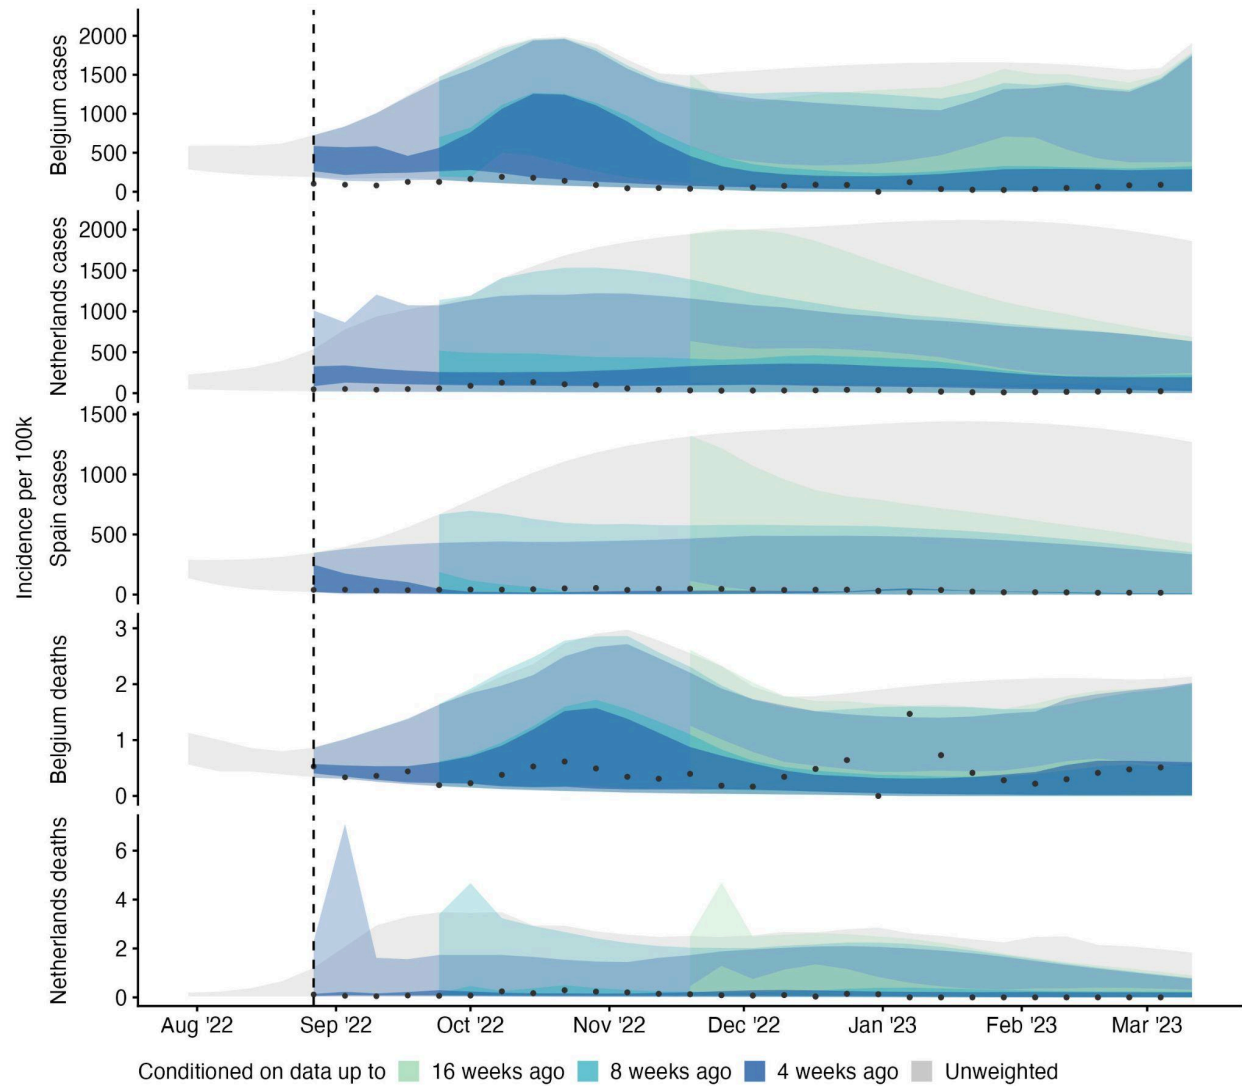 Incidence per 100k
Belgium cases
2000
1500
1000
500
0
Netherlands cases
2000
1500
1000
500
0
Spain cases
1500
1000
500
0
Belgium deaths
3
2
1
0
Netherlands deaths
6
4
2
0
Aug '22 Sep '22 Oct '22 Nov '22 Dec '22 Jan '23 Feb '23 Mar '23
Conditioned on data up to 16 weeks ago 8 weeks ago 4 weeks ago Unweighted